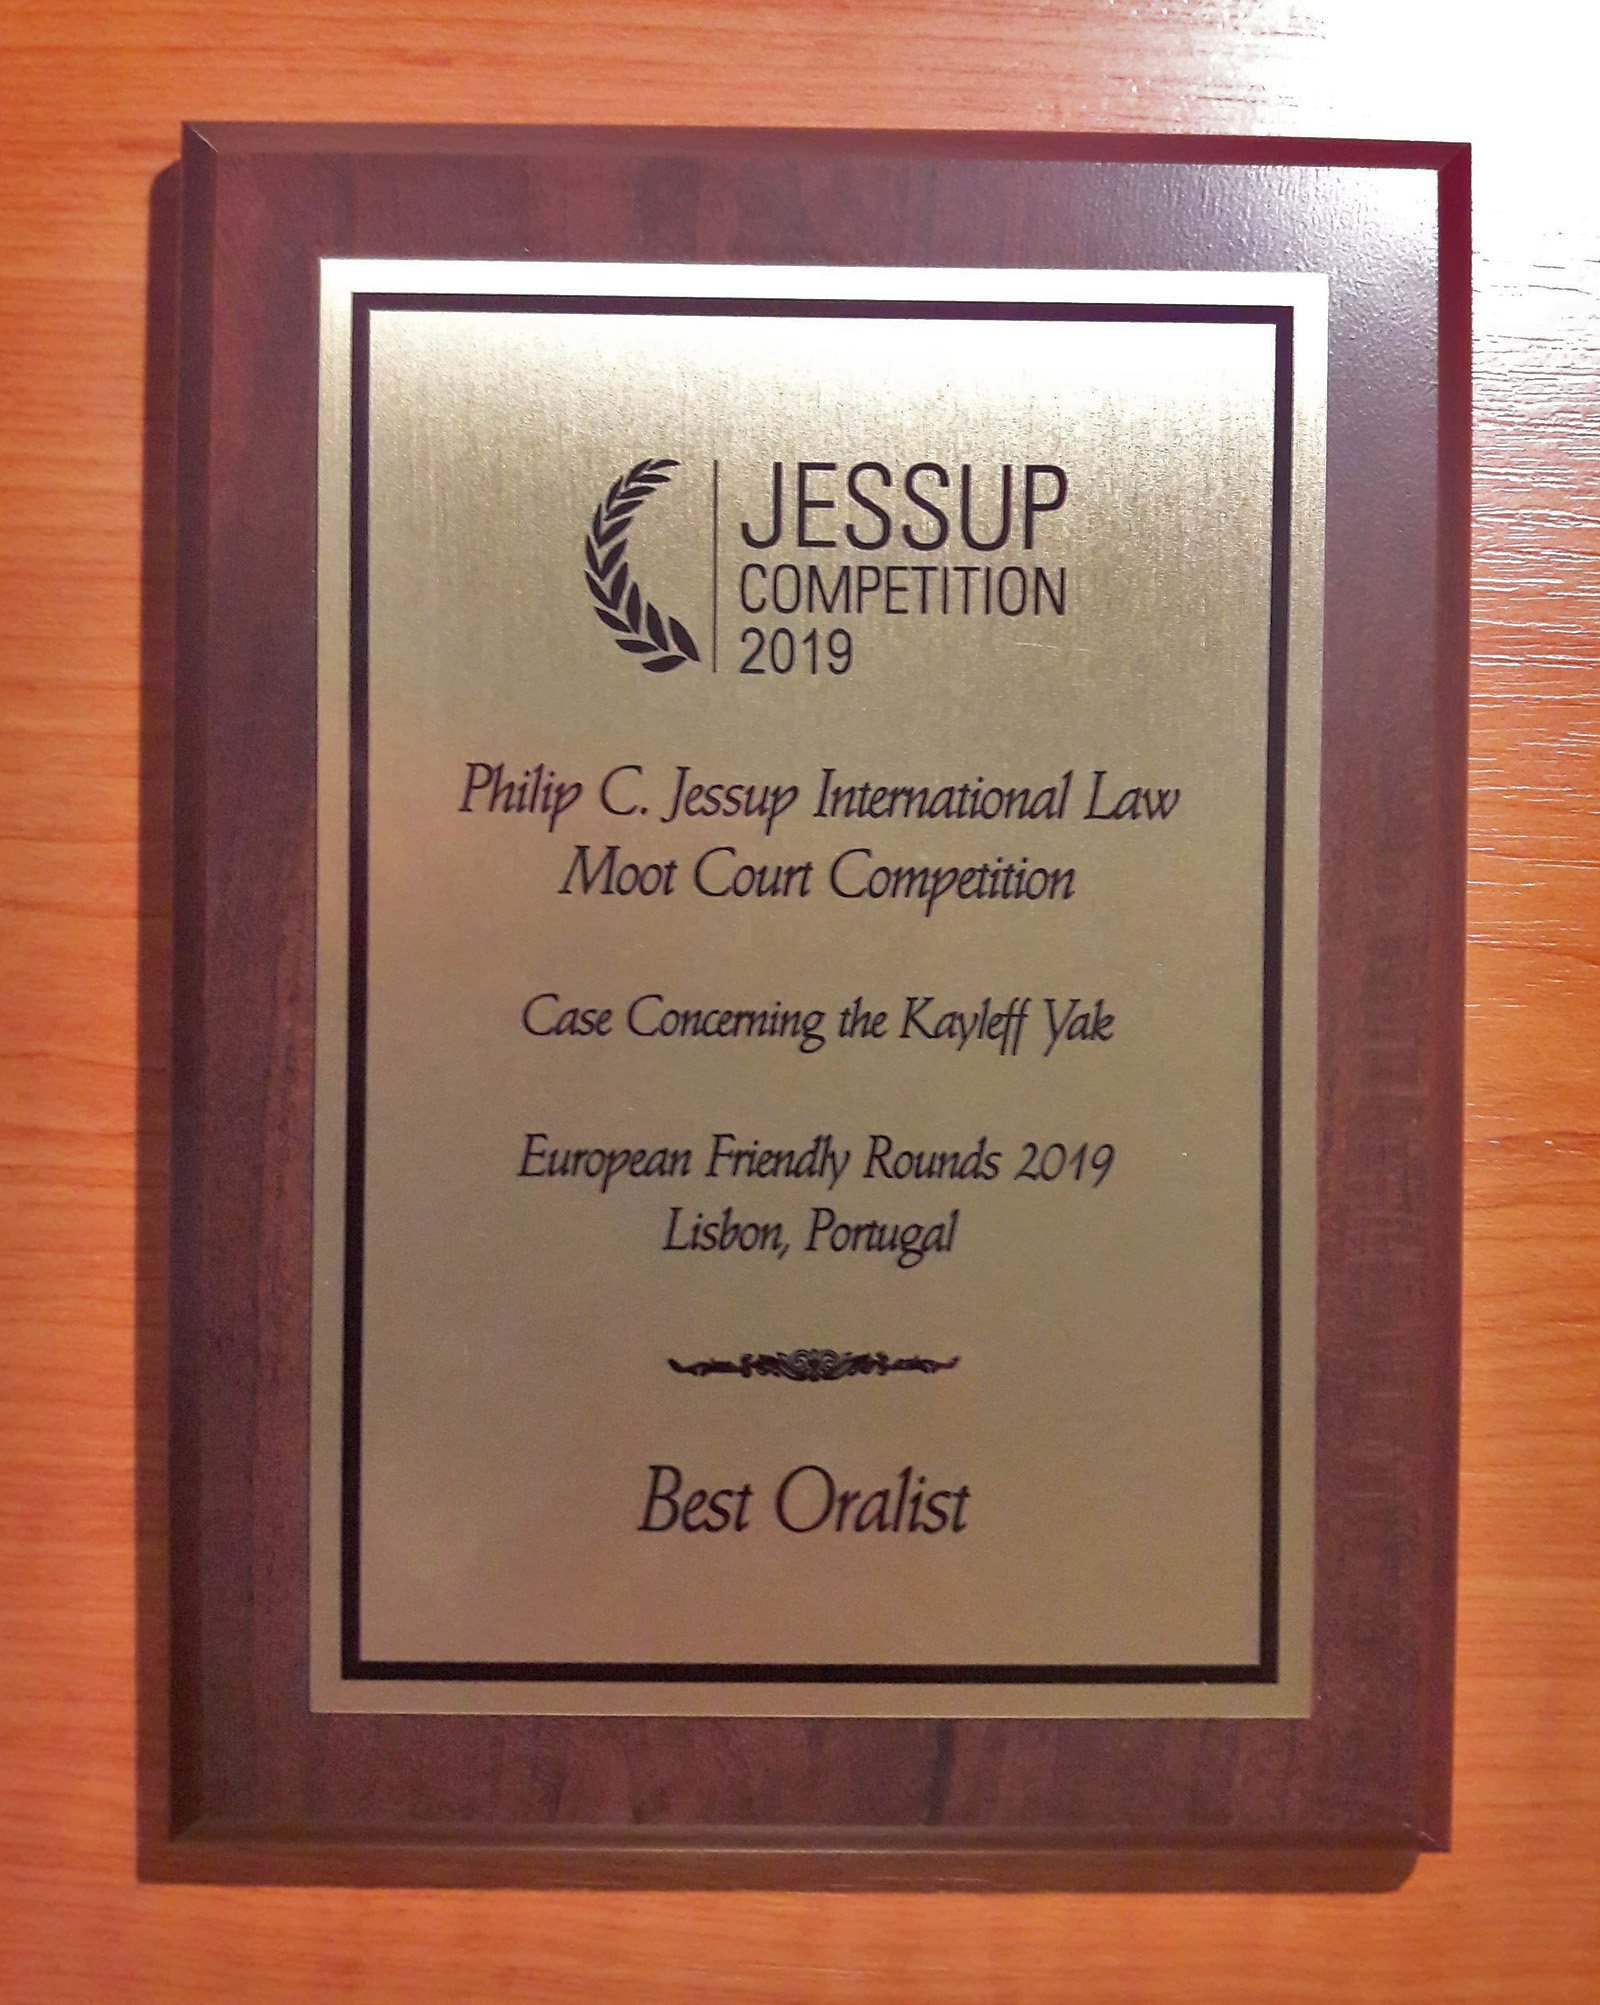 JESSUP
COMPETITION
2019
Philip C. Jessup International Law
Moot Court Competition
Case Concerning the Kayleff Yak
European Friendly Rounds 2019
Lisbon, Portugal
Best Oralist